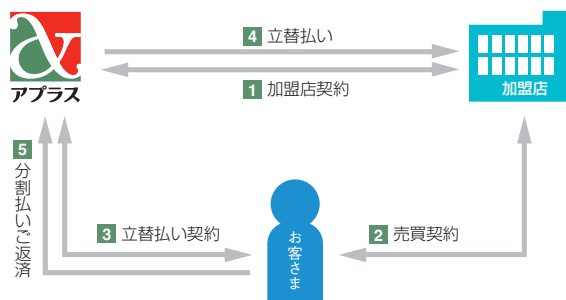 4 立替払い
1 加盟店契約
アプラス
加盟店
5 分割払いご返済
3 立替払い契約
お客さま
2 売買契約